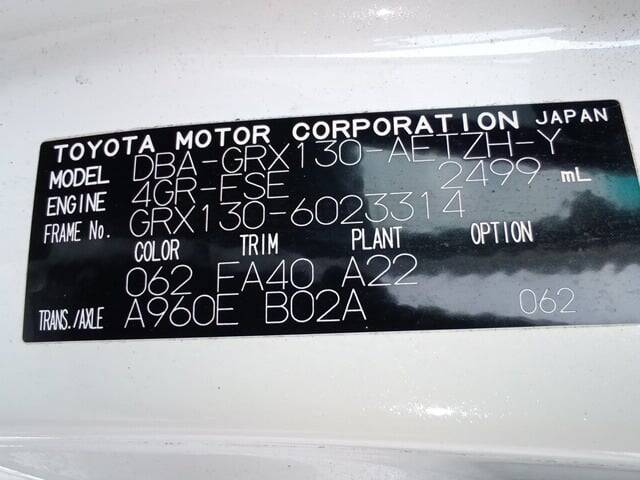 TOYOTA MOTOR CORPORATION JAPAN
MODEL DBA-GRX130-AETZH-Y
ENGINE 4GR-FSE 2499 mL
FRAME No. GRX130-6023314
COLOR TRIM PLANT OPTION
062 FA40 A22
TRANS./AXLE A960E B02A 062